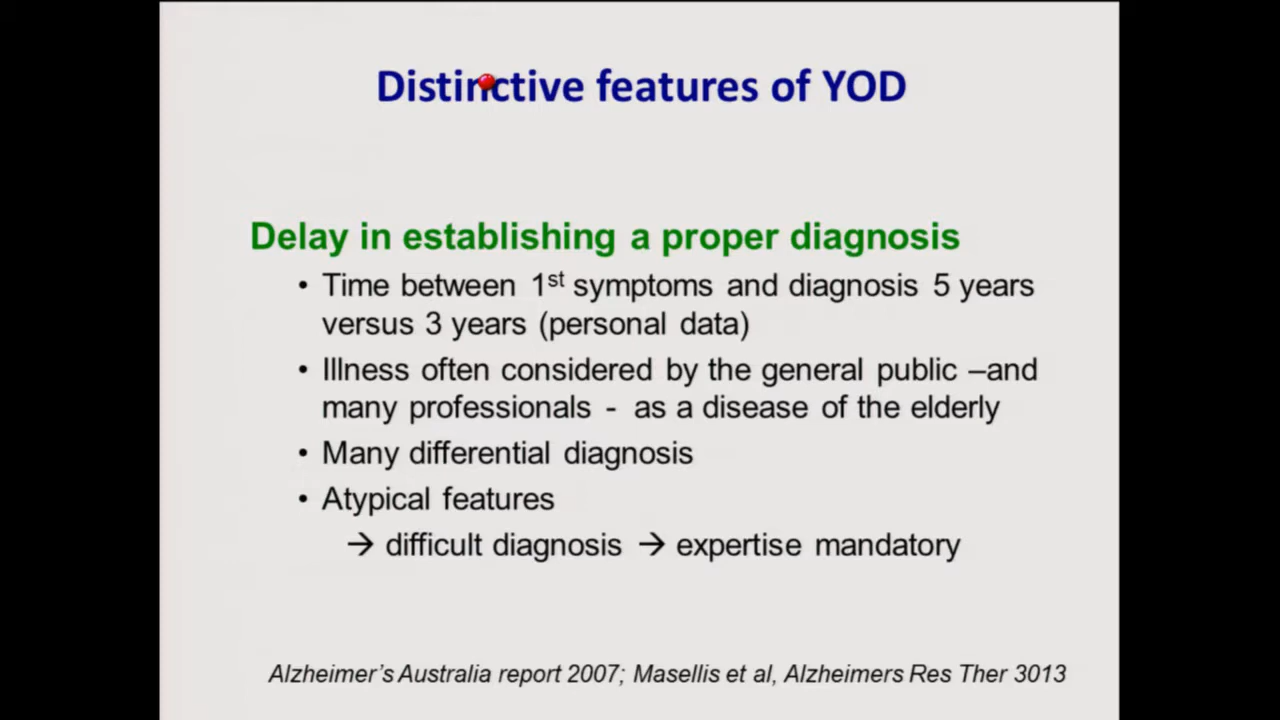 Distinctive features of YOD
Delay in establishing a proper diagnosis
• Time between 1st symptoms and diagnosis 5 years
versus 3 years (personal data)
• Illness often considered by the general public –and
many professionals - as a disease of the elderly
• Many differential diagnosis
• Atypical features
→ difficult diagnosis → expertise mandatory
Alzheimer's Australia report 2007; Masellis et al, Alzheimers Res Ther 3013